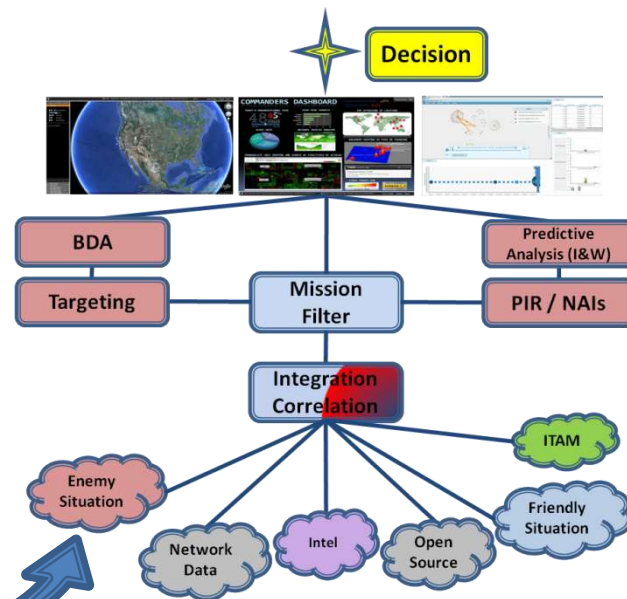 Decision
COMMANDERS DASHBOARD
BDA
Predictive
Analysis (I&W)
Targeting
Mission
Filter
PIR / NAIs
Integration
Correlation
ITAM
Enemy
Situation
Friendly
Situation
Network
Data
Intel
Open
Source